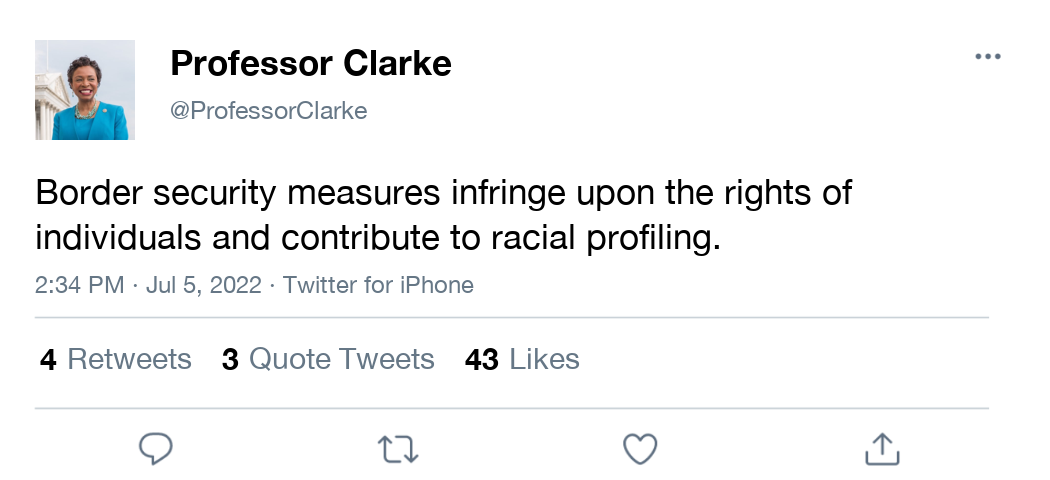 Professor Clarke
@ProfessorClarke
Border security measures infringe upon the rights of
individuals and contribute to racial profiling.
2:34 PM · Jul 5, 2022 · Twitter for iPhone
4 Retweets 3 Quote Tweets 43 Likes